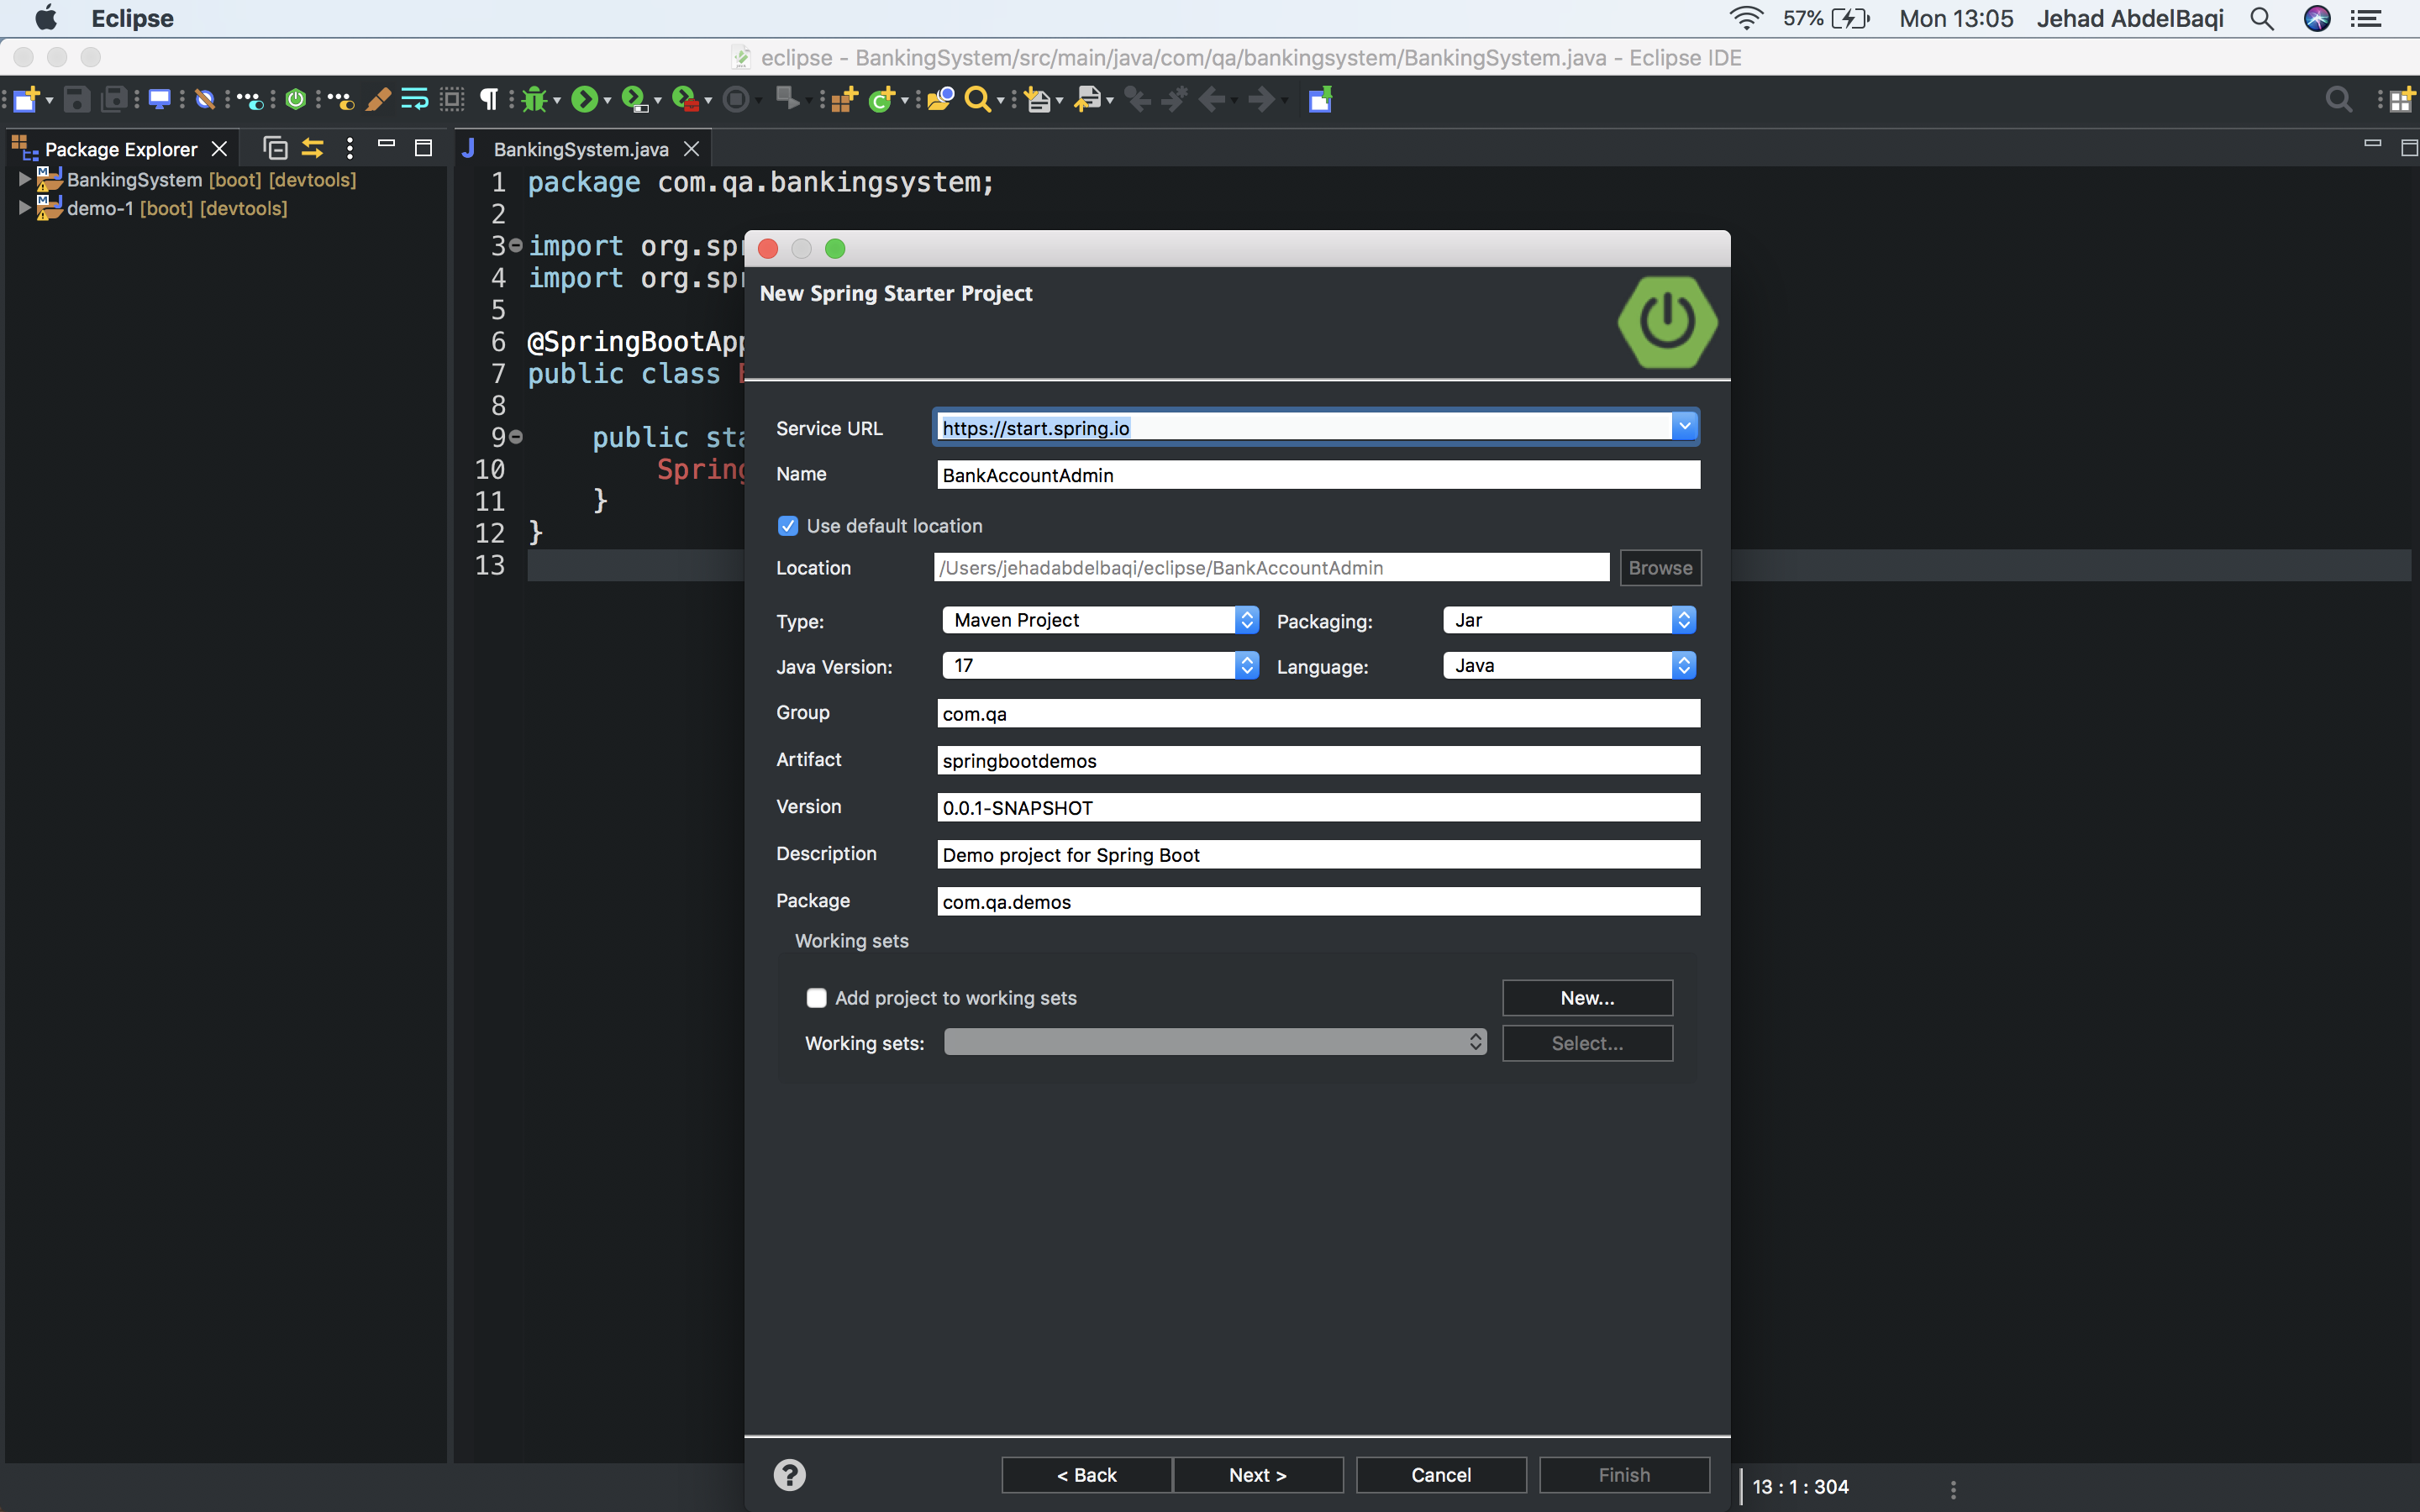 Eclipse
57%
Mon 13:05
Jehad AbdelBaqi
eclipse - BankingSystem/src/main/java/com/qa/bankingsystem/BankingSystem.java - Eclipse IDE
Package Explorer
BankingSystem [boot] [devtools]
demo-1 [boot] [devtools]
BankingSystem.java
1 package com.qa.bankingsystem;
2
3 import org.spr
4 import org.spr
5
6 @SpringBootApp
7 public class
8
9 public sta
10 Spring
11 }
12 }
13
New Spring Starter Project
Service URL https://start.spring.io
Name BankAccountAdmin
Use default location
Location /Users/jehadabdelbaqi/eclipse/BankAccountAdmin Browse
Type: Maven Project Packaging: Jar
Java Version: 17 Language: Java
Group com.qa
Artifact springbootdemos
Version 0.0.1-SNAPSHOT
Description Demo project for Spring Boot
Package com.qa.demos
Working sets
Add project to working sets New...
Working sets: Select...
? < Back Next > Cancel Finish
13 : 1 : 304